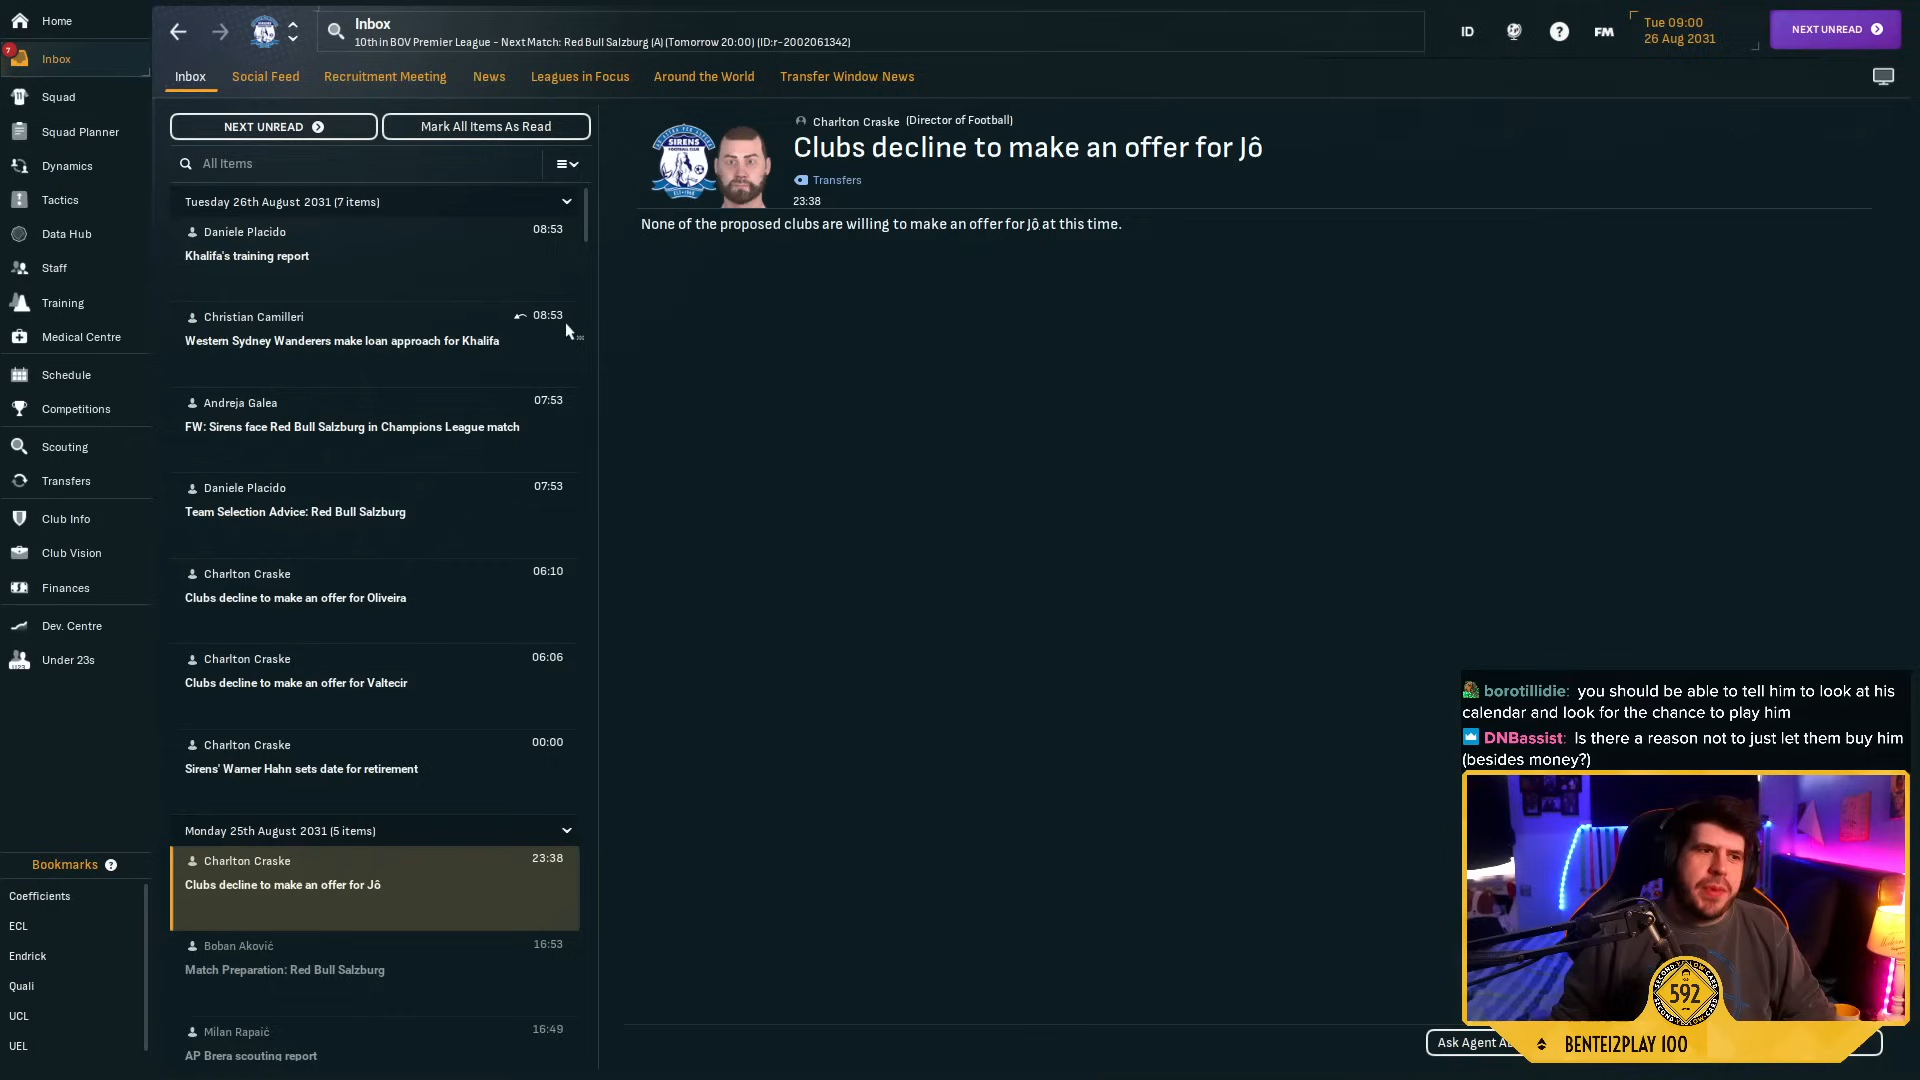 Home
Inbox
10th in BOV Premier League - Next Match: Red Bull Salzburg (A) (Tomorrow 20:00) (ID:r-2002061342)
ID
FM
Tue 09:00
26 Aug 2031
NEXT UNREAD
7
Inbox
Squad
Squad Planner
Dynamics
Tactics
Data Hub
Staff
Training
Medical Centre
Schedule
Competitions
Scouting
Transfers
Club Info
Club Vision
Finances
Dev. Centre
Under 23s
Bookmarks ?
Coefficients
ECL
Endrick
Quali
UCL
UEL
Inbox Social Feed Recruitment Meeting News Leagues in Focus Around the World Transfer Window News
NEXT UNREAD Mark All Items As Read
All Items
Tuesday 26th August 2031 (7 items)
Daniele Placido 08:53
Khalifa's training report
Christian Camilleri 08:53
Western Sydney Wanderers make loan approach for Khalifa
Andreja Galea 07:53
FW: Sirens face Red Bull Salzburg in Champions League match
Daniele Placido 07:53
Team Selection Advice: Red Bull Salzburg
Charlton Craske 06:10
Clubs decline to make an offer for Oliveira
Charlton Craske 06:06
Clubs decline to make an offer for Valtecir
Charlton Craske 00:00
Sirens' Warner Hahn sets date for retirement
Monday 25th August 2031 (5 items)
Charlton Craske 23:38
Clubs decline to make an offer for Jô
Boban Aković 16:53
Match Preparation: Red Bull Salzburg
Milan Rapaić 16:49
AP Brera scouting report
SIRENS
FOOTBALL CLUB
Charlton Craske (Director of Football)
Clubs decline to make an offer for Jô
Transfers
23:38
None of the proposed clubs are willing to make an offer for Jô at this time.
borotillidie: you should be able to tell him to look at his
calendar and look for the chance to play him
DNBassist: Is there a reason not to just let them buy him
(besides money?)
592
Ask Agent
BENTEI2PLAY 100